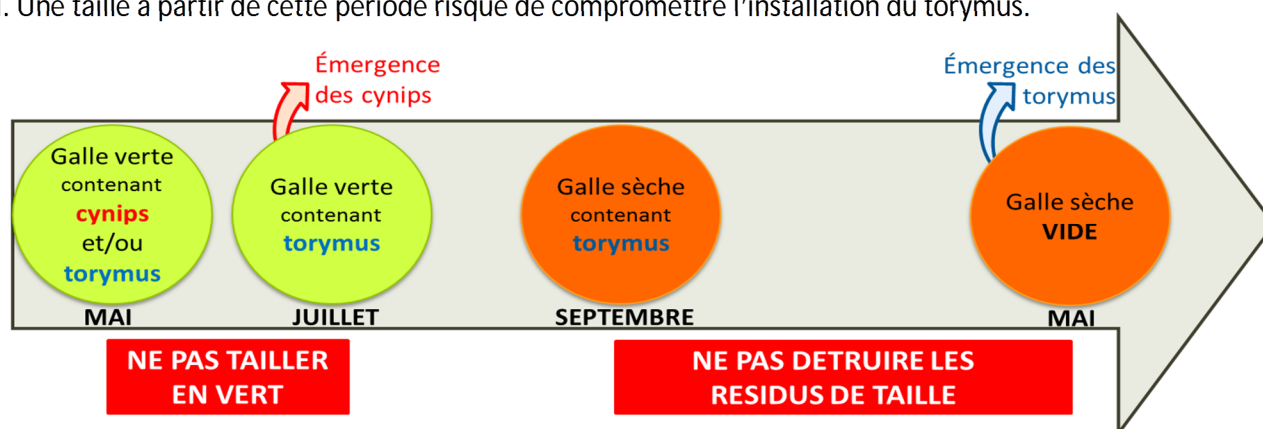 . Une taille à partir de cette période risque de compromettre l'installation du torymus.
Émergence
des cynips
Émergence des
torymus
Galle verte
contenant
cynips
et/ou
torymus
Galle verte
contenant
torymus
Galle sèche
contenant
torymus
Galle sèche
VIDE
MAI
JUILLET
SEPTEMBRE
MAI
NE PAS TAILLER
EN VERT
NE PAS DETRUIRE LES
RESIDUS DE TAILLE